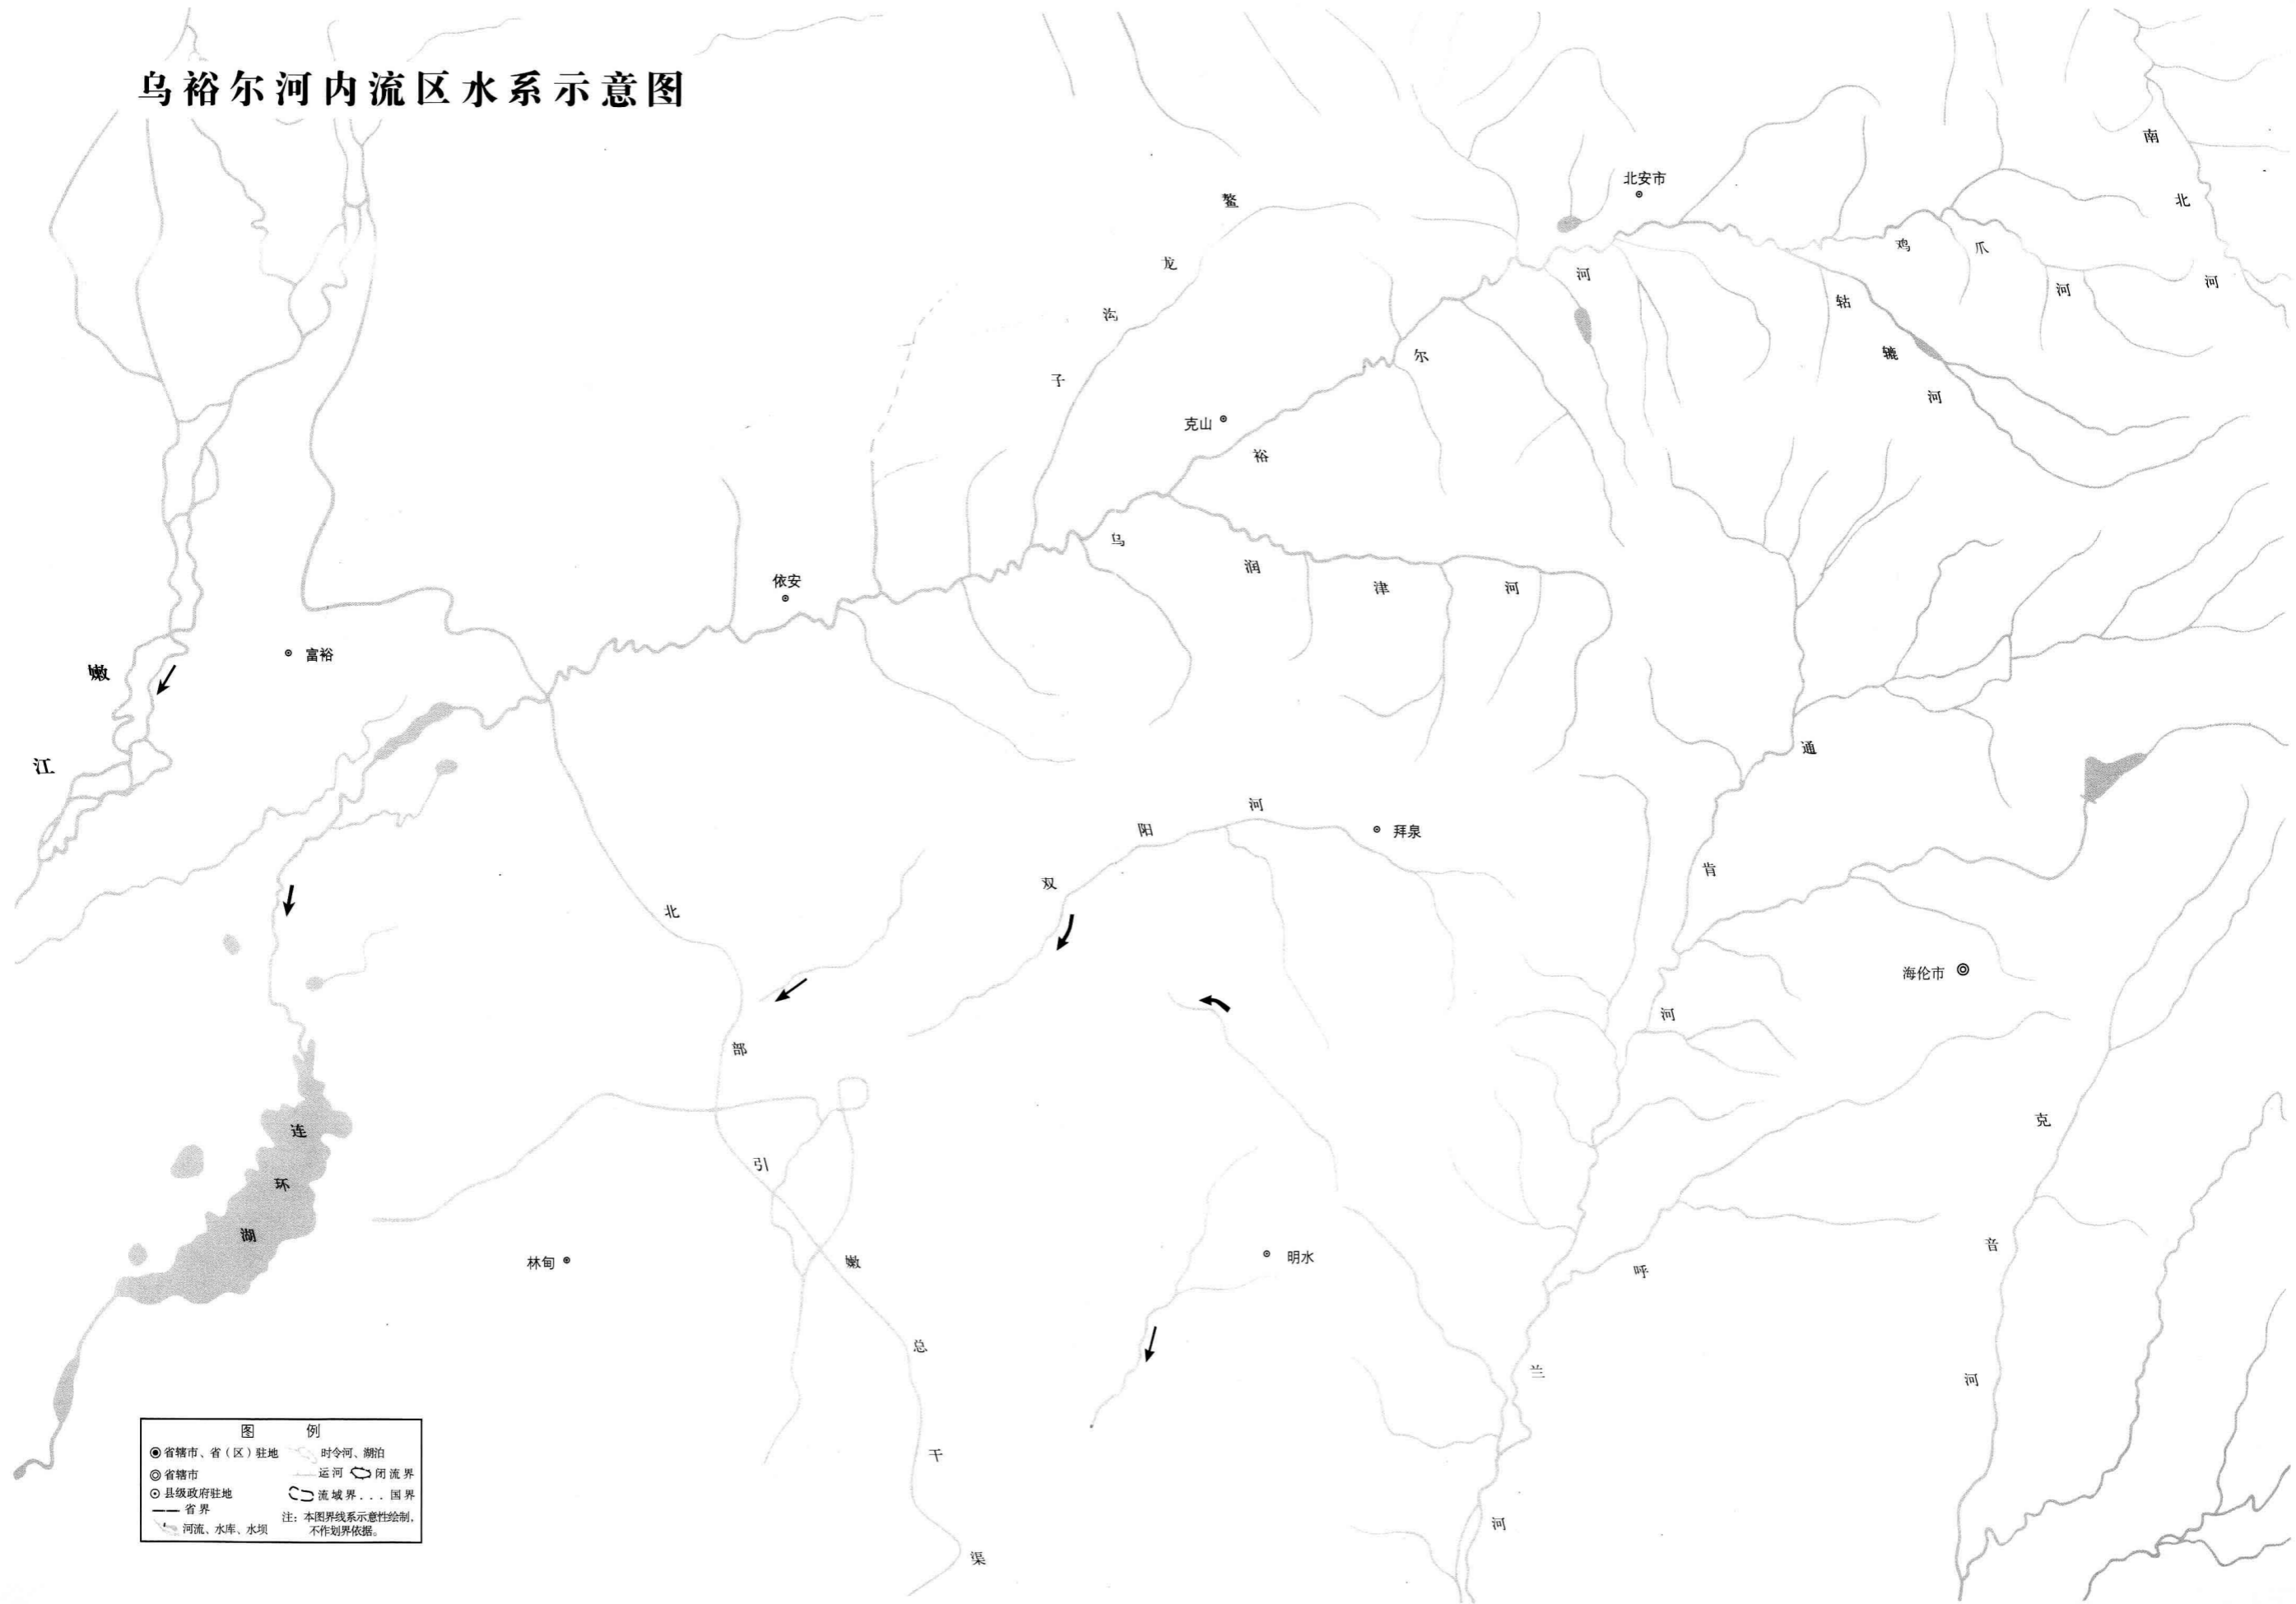 乌裕尔河内流区水系示意图
北安市
南北河
鸡爪河
轱辘河
鳌龙沟子
乌裕尔河
克山
润津河
依安
富裕
嫩江
通肯河
双阳河
拜泉
海伦市
北部引嫩总干渠
连环湖
林甸
明水
克音河
呼兰河
图例
省辖市、省(区)驻地
时令河、湖泊
省辖市
运河
闭流界
县级政府驻地
流域界
国界
省界
河流、水库、水坝
注：本图界线系示意性绘制，
不作划界依据。